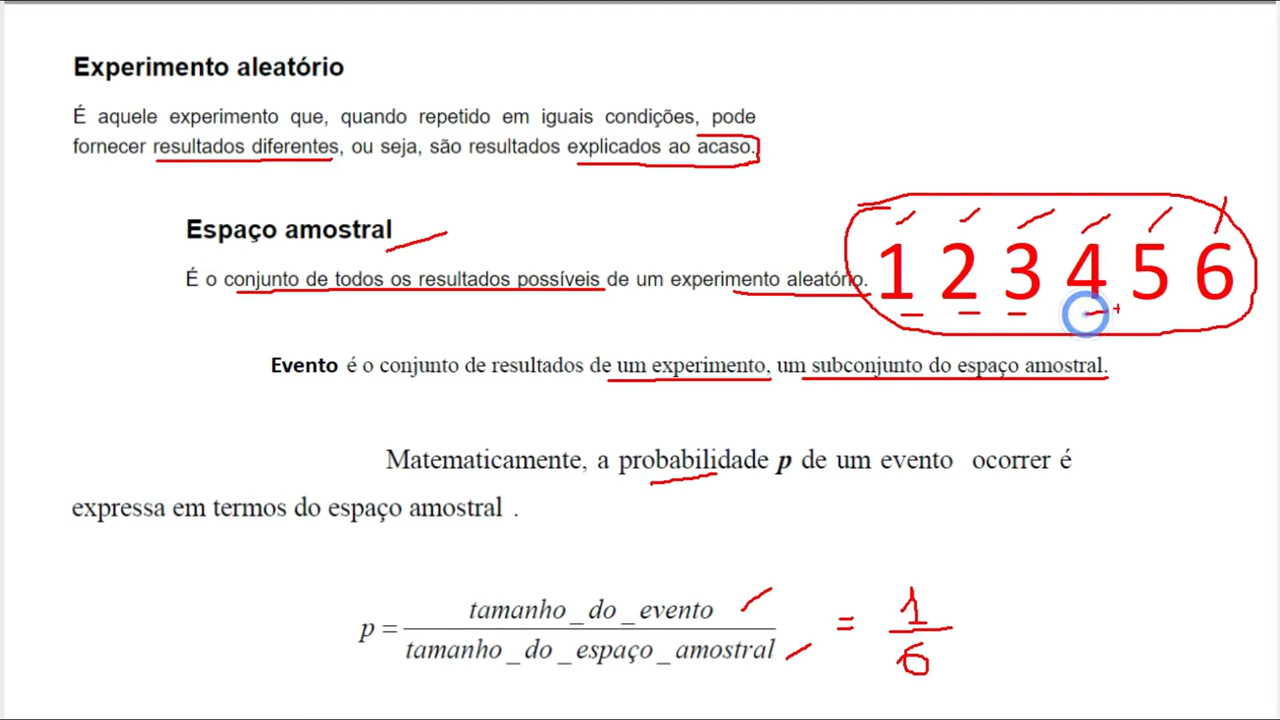 Experimento aleatório
É aquele experimento que, quando repetido em iguais condições, pode
fornecer resultados diferentes, ou seja, são resultados explicados ao acaso.
Espaço amostral
É o conjunto de todos os resultados possíveis de um experimento aleatório.
1 2 3 4 5 6
Evento é o conjunto de resultados de um experimento, um subconjunto do espaço amostral.
Matematicamente, a probabilidade p de um evento ocorrer é
expressa em termos do espaço amostral .
p = tamanho_do_evento
tamanho_do_espaço_amostral
= 1
6